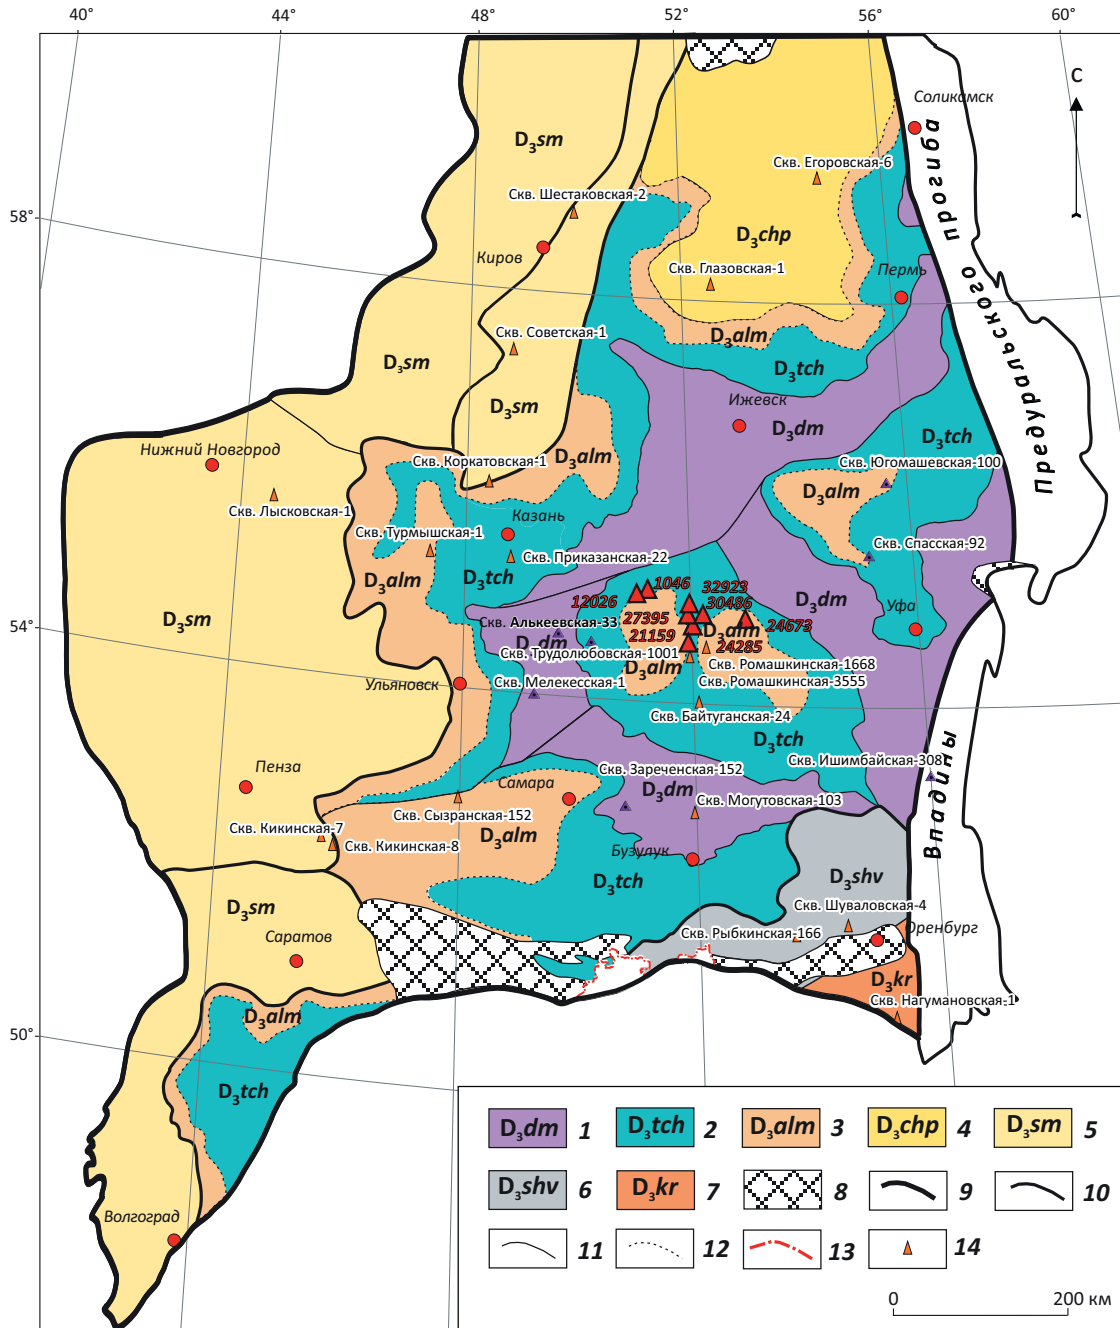 40°
44°
48°
52°
56°
60°
С
Соликамск
D₃sm
Скв. Егоровская-6
Скв. Шестаковская-2
58°
D₃chp
Киров
Скв. Глазовская-1
Пермь
Предуральского прогиба
Скв. Советская-1
D₃alm
D₃sm
D₃tch
Ижевск
D₃sm
D₃dm
D₃tch
Нижний Новгород
Скв. Коркатовская-1
D₃alm
Скв. Югомашевская-100
D₃alm
Скв. Лысковская-1
Казань
Скв. Турмышская-1
Скв. Приказанская-22
Скв. Спасская-92
D₃alm
D₃tch
1046
32923
12026
30486
D₃dm
Уфа
D₃sm
54°
27395
24673
Скв. Алькеевская-33
21159
D₃alm
D₃dm
24285
Скв. Трудолюбовская-1001
D₃alm
Скв. Ромашкинская-1668
Ульяновск
Скв. Мелекесская-1
Скв. Ромашкинская-3555
Скв. Байтуганская-24
D₃tch
Впадины
Скв. Ишимбайская-308
Пенза
Скв. Зареченская-152
Самара
D₃dm
Скв. Могутовская-103
Скв. Сызранская-152
Скв. Кикинская-7
D₃alm
Скв. Кикинская-8
Бузулук
D₃tch
D₃shv
D₃sm
Скв. Шуваловская-4
Саратов
Скв. Рыбкинская-166
Оренбург
D₃kr
Скв. Нагумановская-1
D₃alm
50°
D₃tch
Волгоград
D₃dm 1
D₃tch 2
D₃alm 3
D₃chp 4
D₃sm 5
D₃shv 6
D₃kr 7
8
9
10
11
12
13
14
0 200 км